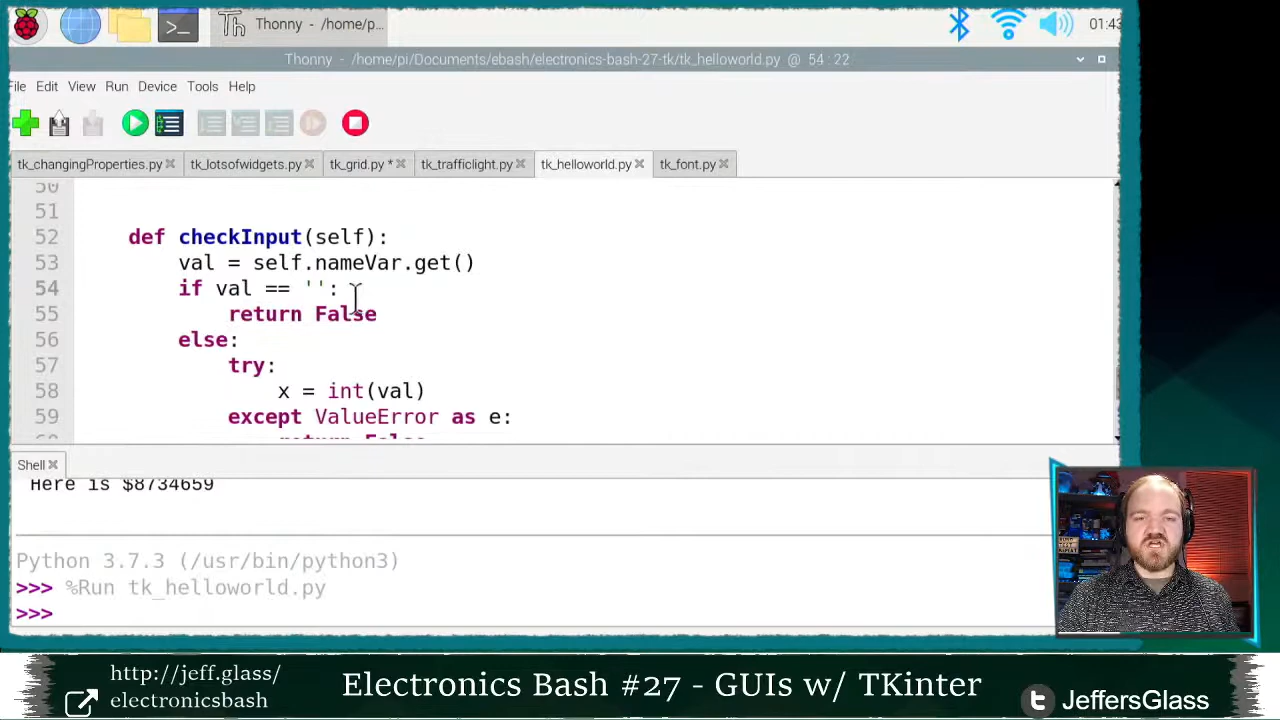 Thonny - /home/p...
01:43
Thonny - /home/pi/Documents/ebash/electronics-bash-27-tk/tk_helloworld.py @ 54 : 22
File Edit View Run Device Tools Help
tk_changingProperties.py tk_lotsofwidgets.py tk_grid.py * tk_trafficlight.py tk_helloworld.py tk_font.py
50
51
52 def checkInput(self):
53 val = self.nameVar.get()
54 if val == '':
55 return False
56 else:
57 try:
58 x = int(val)
59 except ValueError as e:
60 return False
Shell
Here is $8734659
Python 3.7.3 (/usr/bin/python3)
>>> %Run tk_helloworld.py
>>>
http://jeff.glass/
electronicsbash
Electronics Bash #27 - GUIs w/ TKinter
JeffersGlass